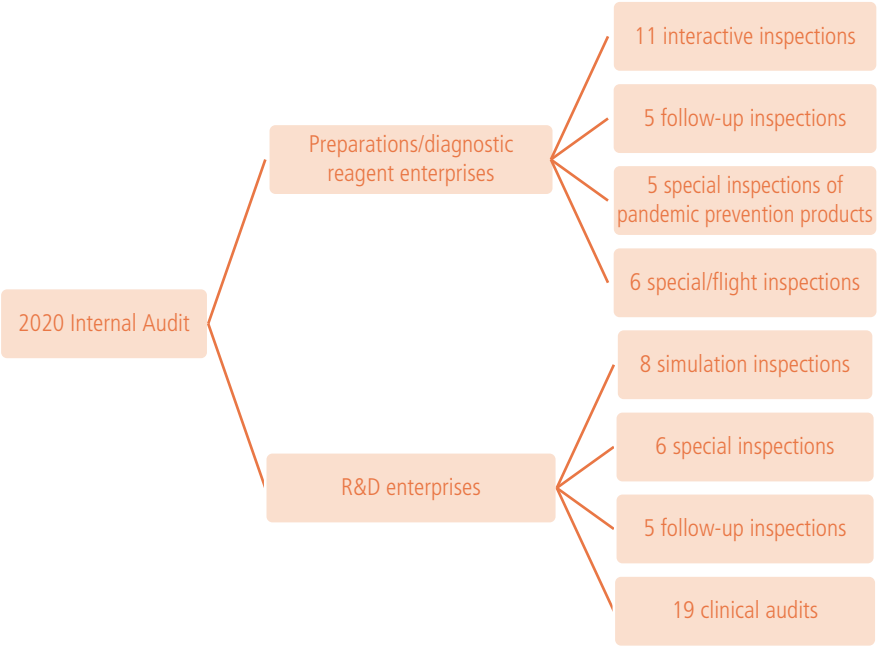 2020 Internal Audit
Preparations/diagnostic
reagent enterprises
11 interactive inspections
5 follow-up inspections
5 special inspections of
pandemic prevention products
6 special/flight inspections
R&D enterprises
8 simulation inspections
6 special inspections
5 follow-up inspections
19 clinical audits